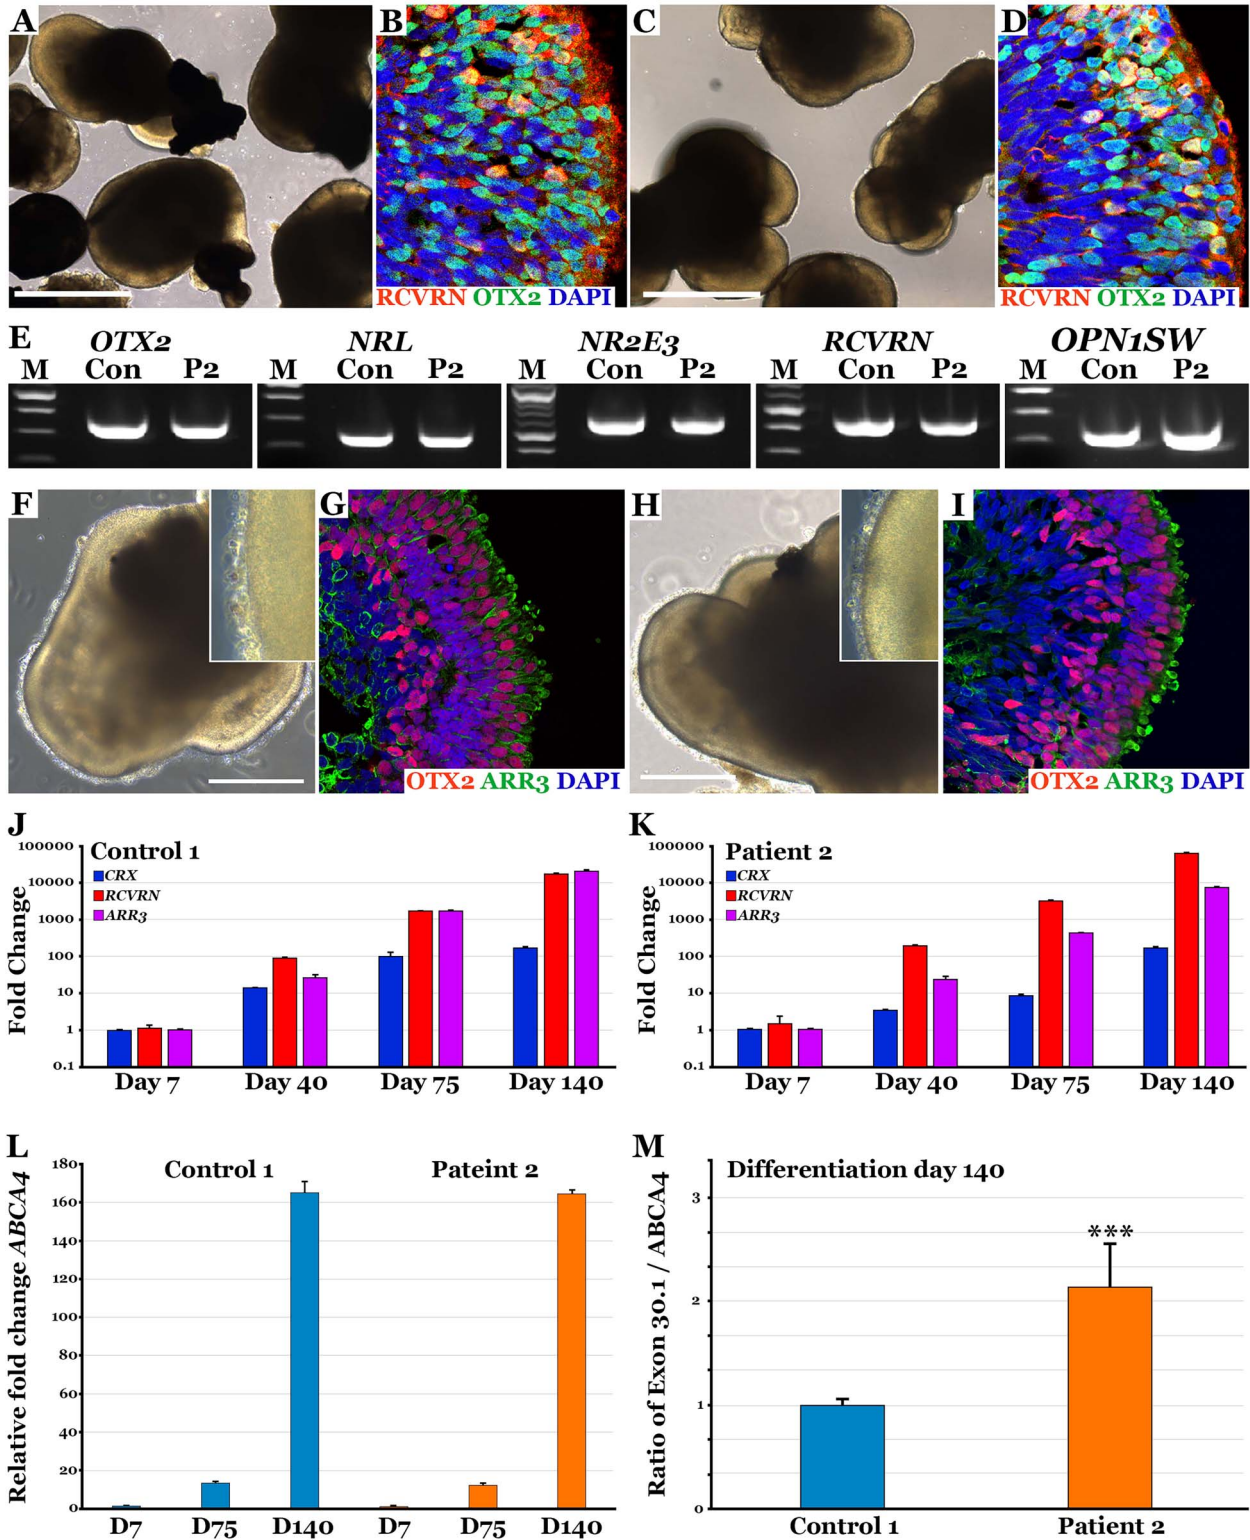 A
B
C
D
RCVRN OTX2 DAPI
RCVRN OTX2 DAPI
E
OTX2
NRL
NR2E3
RCVRN
OPN1SW
M Con P2
M Con P2
M Con P2
M Con P2
M Con P2
F
G
H
I
OTX2 ARR3 DAPI
OTX2 ARR3 DAPI
J
Control 1
CRX
RCVRN
ARR3
Fold Change
100000
10000
1000
100
10
1
0.1
Day 7 Day 40 Day 75 Day 140
K
Patient 2
CRX
RCVRN
ARR3
Fold Change
100000
10000
1000
100
10
1
0.1
Day 7 Day 40 Day 75 Day 140
L
Control 1 Pateint 2
Relative fold change ABCA4
180
160
140
120
100
80
60
40
20
0
D7 D75 D140 D7 D75 D140
M
Differentiation day 140
Ratio of Exon 30.1 / ABCA4
3
2
1
0
***
Control 1 Patient 2